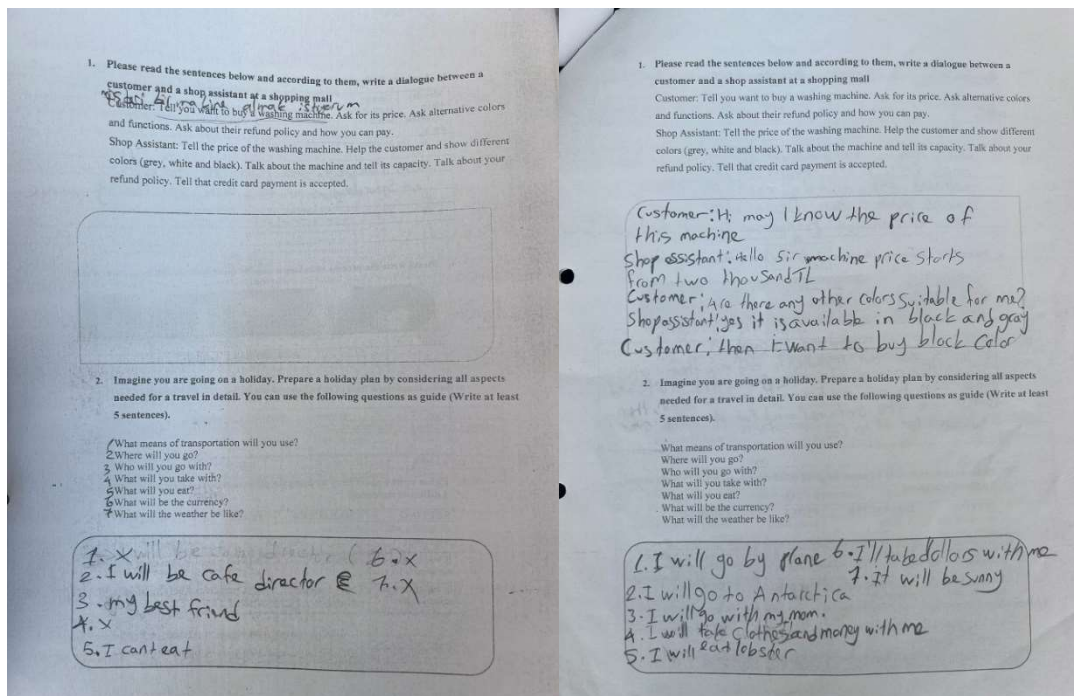 1. Please read the sentences below and according to them, write a dialogue between a
customer and a shop assistant at a shopping mall
almak istiyorum
Customer: Tell you want to buy a washing machine. Ask for its price. Ask alternative colors
and functions. Ask about their refund policy and how you can pay.
Shop Assistant: Tell the price of the washing machine. Help the customer and show different
colors (grey, white and black). Talk about the machine and tell its capacity. Talk about your
refund policy. Tell that credit card payment is accepted.
2. Imagine you are going on a holiday. Prepare a holiday plan by considering all aspects
needed for a travel in detail. You can use the following questions as guide (Write at least
5 sentences).
1 What means of transportation will you use?
2 Where will you go?
3 Who will you go with?
4 What will you take with?
5 What will you eat?
6 What will be the currency?
7 What will the weather be like?
1. X
6. X
2. I will be cafe director
7. X
3. my best friend
4. X
5. I cant eat
1. Please read the sentences below and according to them, write a dialogue between a
customer and a shop assistant at a shopping mall
Customer: Tell you want to buy a washing machine. Ask for its price. Ask alternative colors
and functions. Ask about their refund policy and how you can pay.
Shop Assistant: Tell the price of the washing machine. Help the customer and show different
colors (grey, white and black). Talk about the machine and tell its capacity. Talk about your
refund policy. Tell that credit card payment is accepted.
Customer: Hi may I know the price of
this machine
Shop assistant: Hello sir machine price starts
from two thousand TL
Customer: Are there any other colors suitable for me?
Shop assistant: yes it is available in black and gray
Customer: then I want to buy black color
2. Imagine you are going on a holiday. Prepare a holiday plan by considering all aspects
needed for a travel in detail. You can use the following questions as guide (Write at least
5 sentences).
What means of transportation will you use?
Where will you go?
Who will you go with?
What will you take with?
What will you eat?
What will be the currency?
What will the weather be like?
1. I will go by plane
6. I'll take dollars with me
7. It will be sunny
2. I will go to Antarctica
3. I will go with my mom.
4. I will take clothes and money with me
5. I will eat lobster